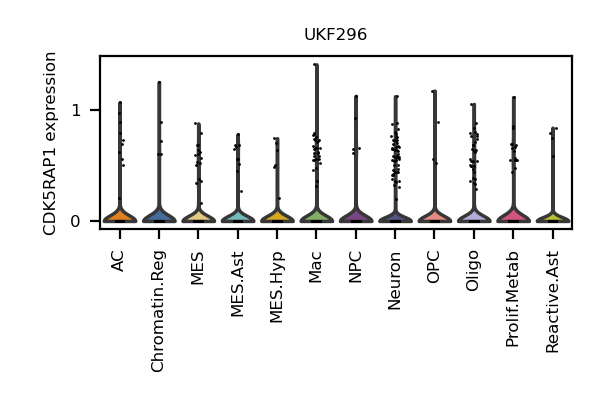 UKF296
CDK5RAP1 expression
1
0
AC
Chromatin.Reg
MES
MES.Ast
MES.Hyp
Mac
NPC
Neuron
OPC
Oligo
Prolif.Metab
Reactive.Ast